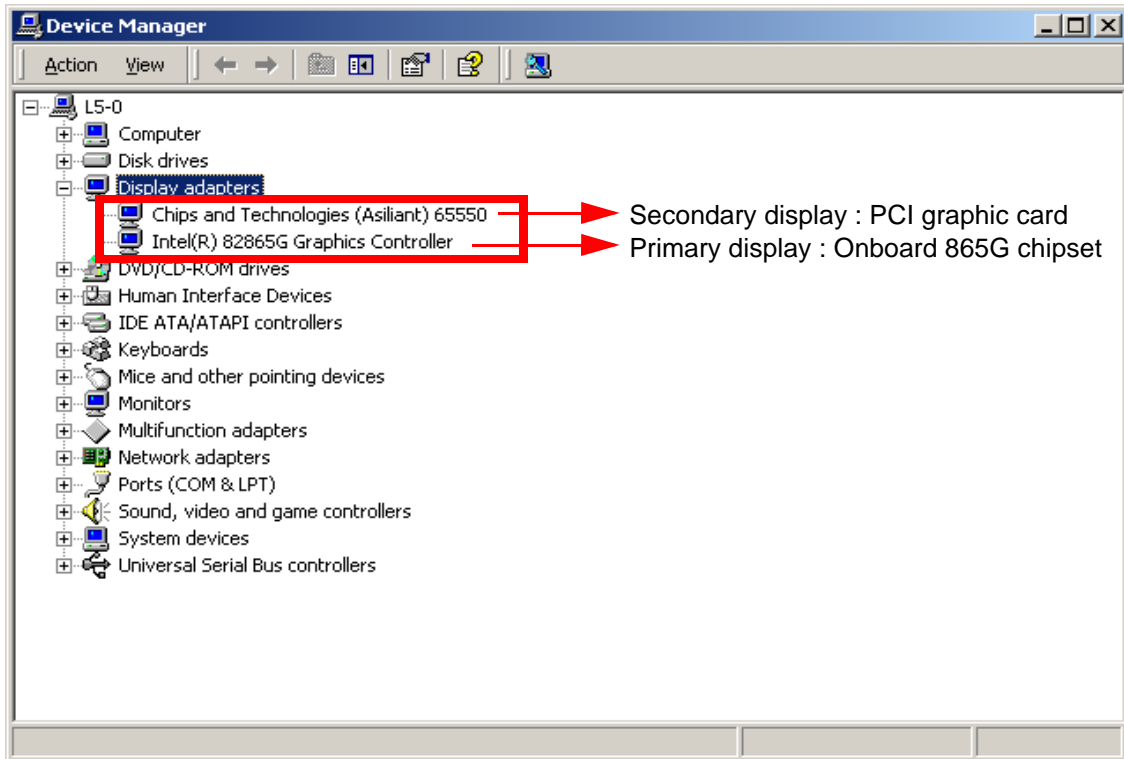 Device Manager
Action View
L5-0
Computer
Disk drives
Display adapters
Chips and Technologies (Asiliant) 65550
Secondary display : PCI graphic card
Intel(R) 82865G Graphics Controller
Primary display : Onboard 865G chipset
DVD/CD-ROM drives
Human Interface Devices
IDE ATA/ATAPI controllers
Keyboards
Mice and other pointing devices
Monitors
Multifunction adapters
Network adapters
Ports (COM & LPT)
Sound, video and game controllers
System devices
Universal Serial Bus controllers